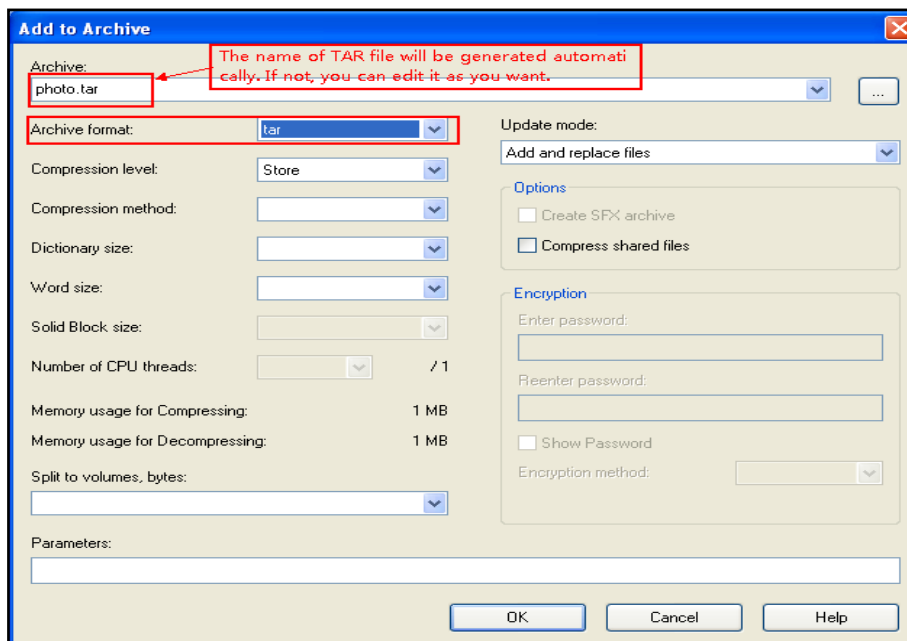 Add to Archive
The name of TAR file will be generated automati
cally. If not, you can edit it as you want.
Archive:
photo.tar
...
Archive format:
tar
Compression level:
Store
Compression method:
Dictionary size:
Word size:
Solid Block size:
Number of CPU threads:
/ 1
Memory usage for Compressing:
1 MB
Memory usage for Decompressing:
1 MB
Split to volumes, bytes:
Update mode:
Add and replace files
Options
Create SFX archive
Compress shared files
Encryption
Enter password:
Reenter password:
Show Password
Encryption method:
Parameters:
OK
Cancel
Help